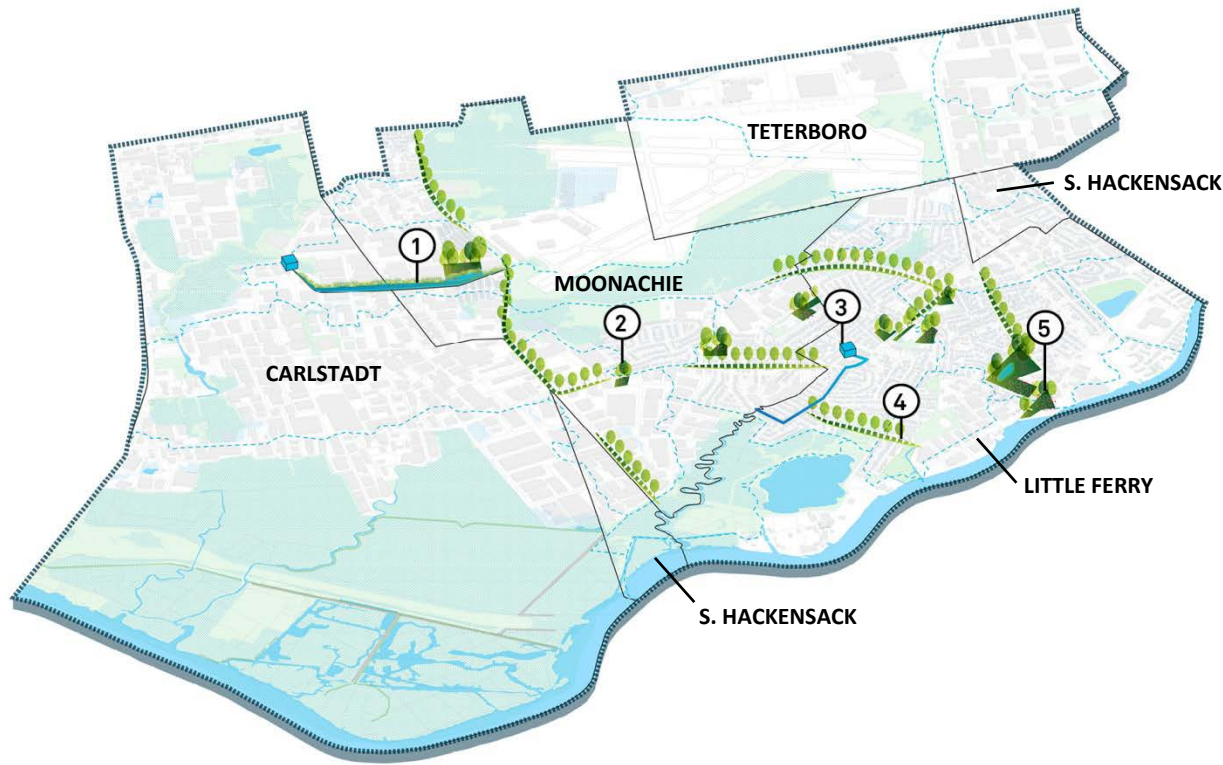 TETERBORO
S. HACKENSACK
1
MOONACHIE
2
3
5
CARLSTADT
4
LITTLE FERRY
S. HACKENSACK